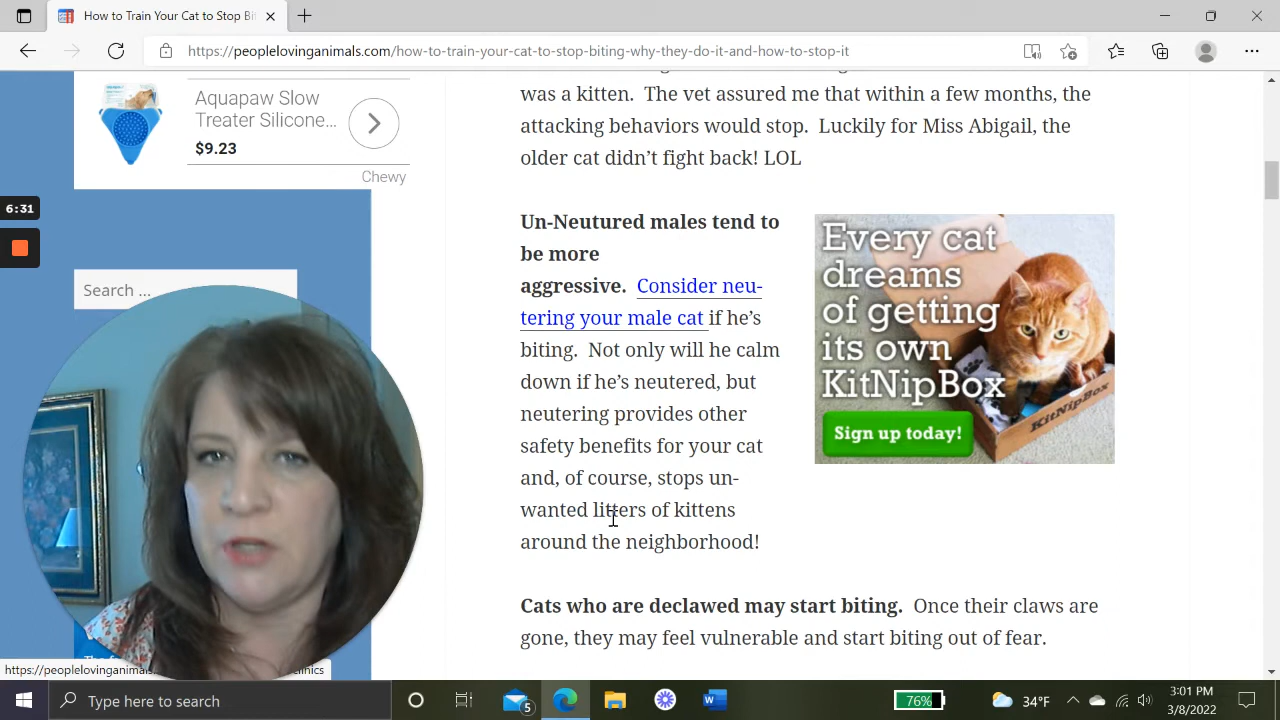 How to Train Your Cat to Stop Bit
https://peoplelovinganimals.com/how-to-train-your-cat-to-stop-biting-why-they-do-it-and-how-to-stop-it
Aquapaw Slow
Treater Silicone...
$9.23
Chewy
6:31
Search ...
was a kitten. The vet assured me that within a few months, the
attacking behaviors would stop. Luckily for Miss Abigail, the
older cat didn't fight back! LOL
Un-Neutured males tend to
be more
aggressive. Consider neu-
tering your male cat if he's
biting. Not only will he calm
down if he's neutered, but
neutering provides other
safety benefits for your cat
and, of course, stops un-
wanted litters of kittens
around the neighborhood!
Every cat
dreams
of getting
its own
KitNipBox
Sign up today!
KitNipBox
Cats who are declawed may start biting. Once their claws are
gone, they may feel vulnerable and start biting out of fear.
https://peoplelovinganimals.
Type here to search
5
76%
34°F
3:01 PM
3/8/2022